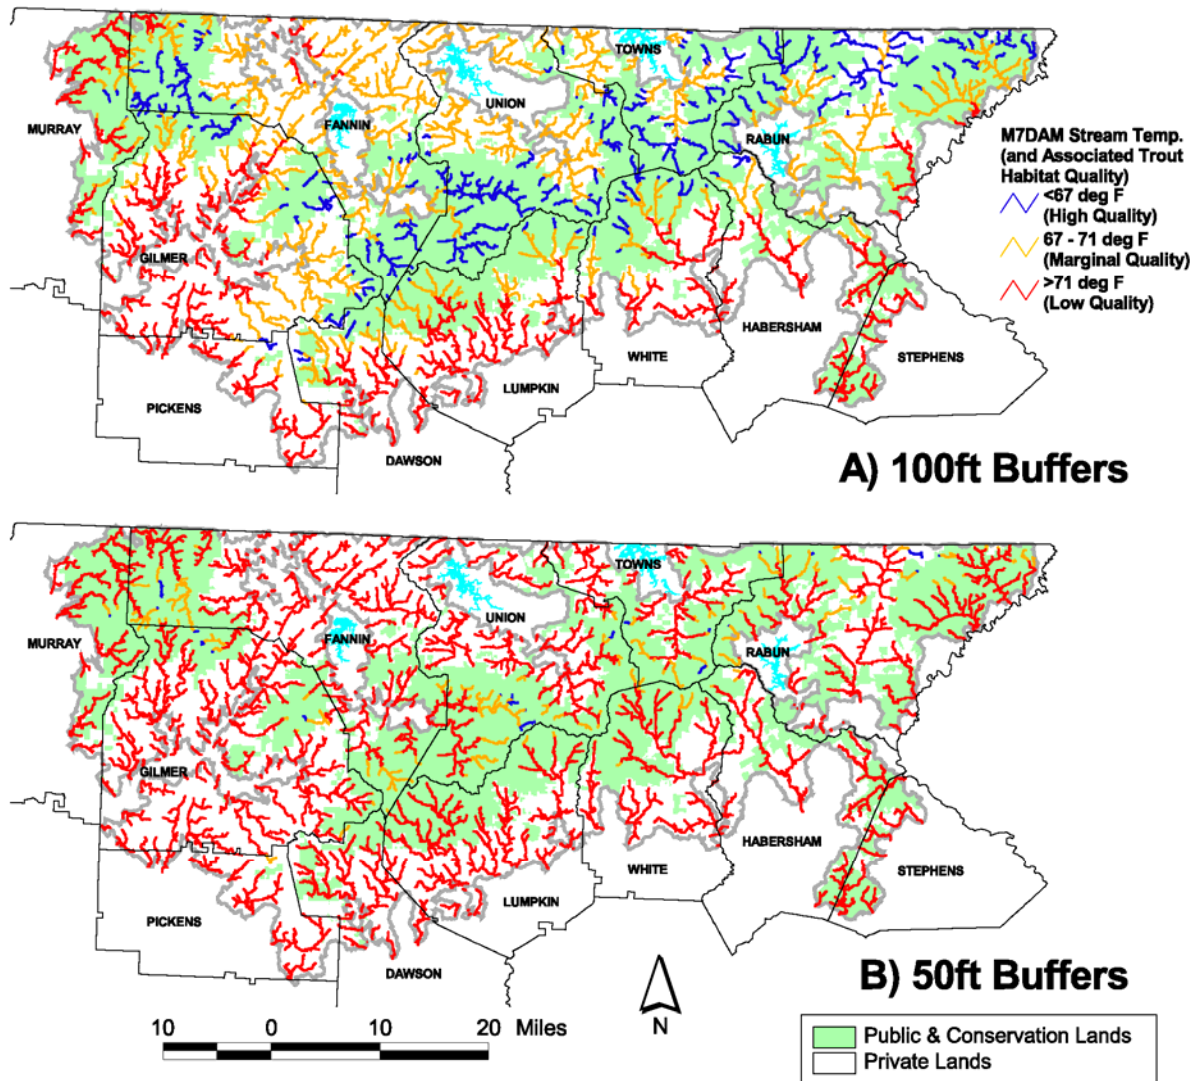 TOWNS
UNION
MURRAY
FANNIN
RABUN
M7DAM Stream Temp.
(and Associated Trout
Habitat Quality)
<67 deg F
(High Quality)
67 - 71 deg F
(Marginal Quality)
>71 deg F
(Low Quality)
GILMER
HABERSHAM
WHITE
STEPHENS
LUMPKIN
PICKENS
DAWSON
A) 100ft Buffers
TOWNS
UNION
MURRAY
FANNIN
RABUN
GILMER
HABERSHAM
WHITE
STEPHENS
LUMPKIN
PICKENS
DAWSON
B) 50ft Buffers
10 0 10 20 Miles
N
Public & Conservation Lands
Private Lands